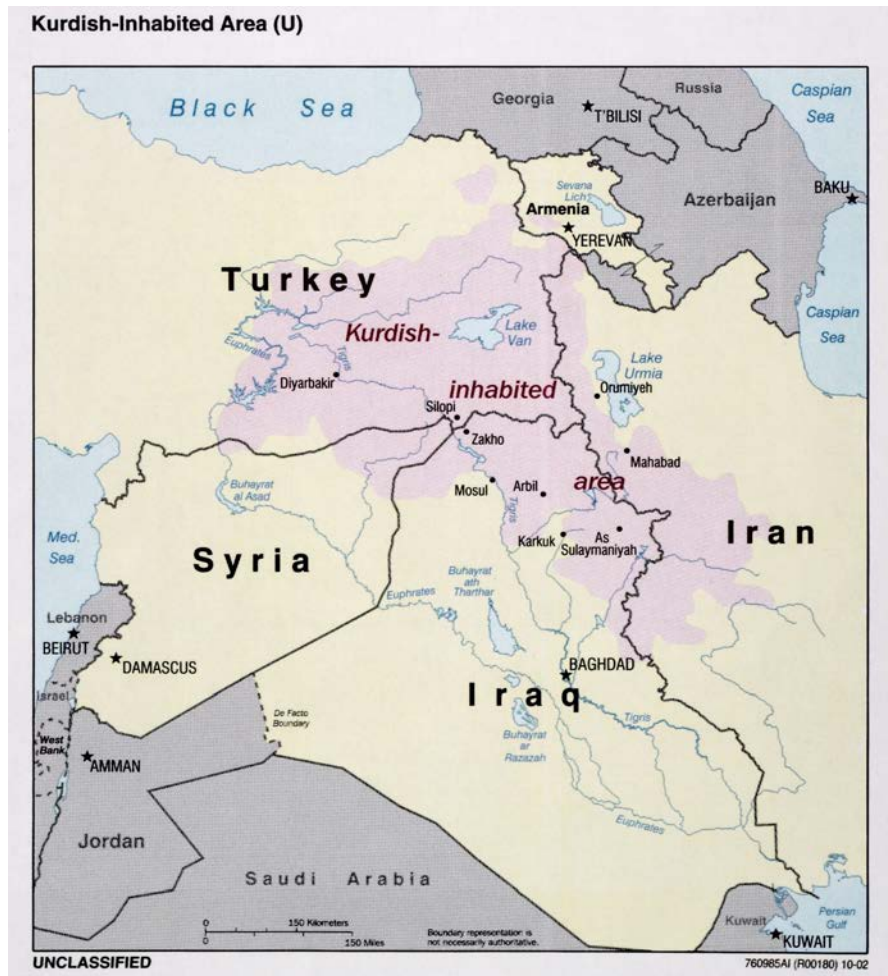 Kurdish-Inhabited Area (U)
Black Sea
Georgia
Russia
T'BILISI
Caspian
Sea
Azerbaijan
BAKU
Sevana
Lich
Armenia
YEREVAN
Turkey
Caspian
Sea
Kurdish-
Lake
Van
Euphrates
Tigris
Diyarbakir
Lake
Urmia
Orumiyeh
inhabited
Silopi
Zakho
Mahabad
Mosul
Arbil
area
Buhayrat
al Asad
Tigris
Iran
Karkuk
As
Sulaymaniyah
Med.
Sea
Syria
Buhayrat
ath
Tharthar
Euphrates
Lebanon
BEIRUT
DAMASCUS
BAGHDAD
Israel
Iraq
De Facto
Boundary
Tigris
West
Bank
Buhayrat
ar
Razazah
AMMAN
Euphrates
Jordan
Saudi Arabia
Kuwait
Persian
Gulf
KUWAIT
0 150 Kilometers
0 150 Miles
Boundary representation is
not necessarily authoritative.
UNCLASSIFIED
760985AI (R00180) 10-02